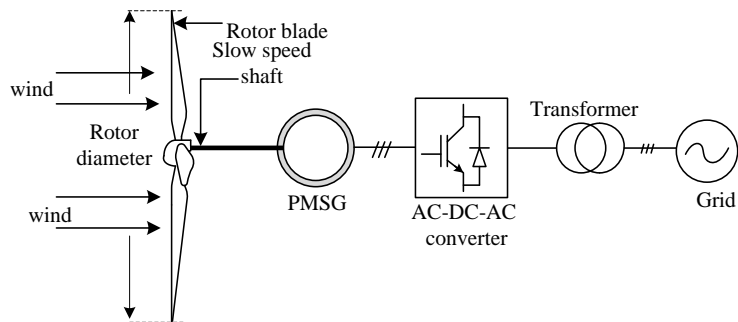 Rotor blade
Slow speed
shaft
wind
Rotor
diameter
wind
PMSG
AC-DC-AC
converter
Transformer
Grid